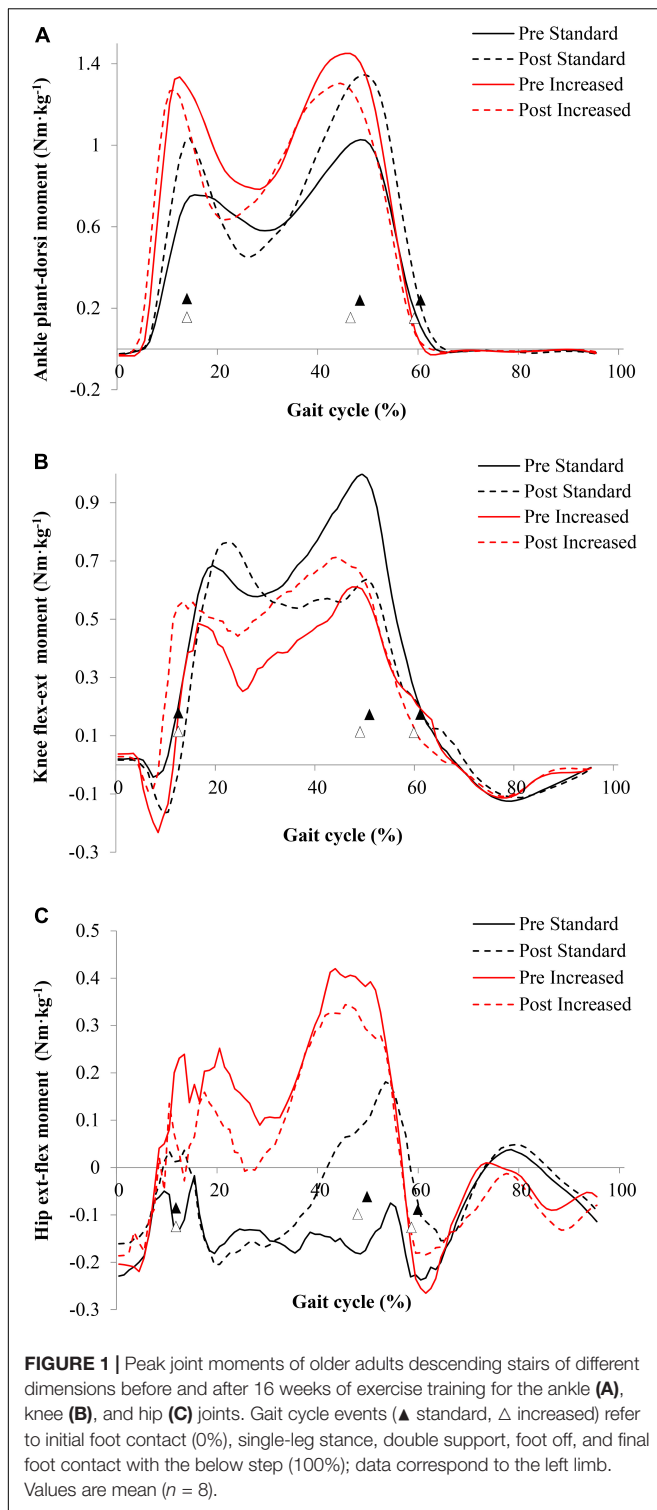 A
Pre Standard
Post Standard
Pre Increased
Post Increased
Ankle plant-dorsi moment (Nm·kg⁻¹)
1.4
1
0.6
0.2
-0.2
0 20 40 60 80 100
Gait cycle (%)
B
Pre Standard
Post Standard
Pre Increased
Post Increased
Knee flex-ext moment (Nm·kg⁻¹)
0.9
0.7
0.5
0.3
0.1
-0.1
-0.3
0 20 40 60 80 100
Gait cycle (%)
C
Pre Standard
Post Standard
Pre Increased
Post Increased
Hip ext-flex moment (Nm·kg⁻¹)
0.5
0.4
0.3
0.2
0.1
0
-0.1
-0.2
-0.3
0 20 40 60 80 100
Gait cycle (%)
FIGURE 1 | Peak joint moments of older adults descending stairs of different
dimensions before and after 16 weeks of exercise training for the ankle (A),
knee (B), and hip (C) joints. Gait cycle events (▲ standard, △ increased) refer
to initial foot contact (0%), single-leg stance, double support, foot off, and final
foot contact with the below step (100%); data correspond to the left limb.
Values are mean (n = 8).